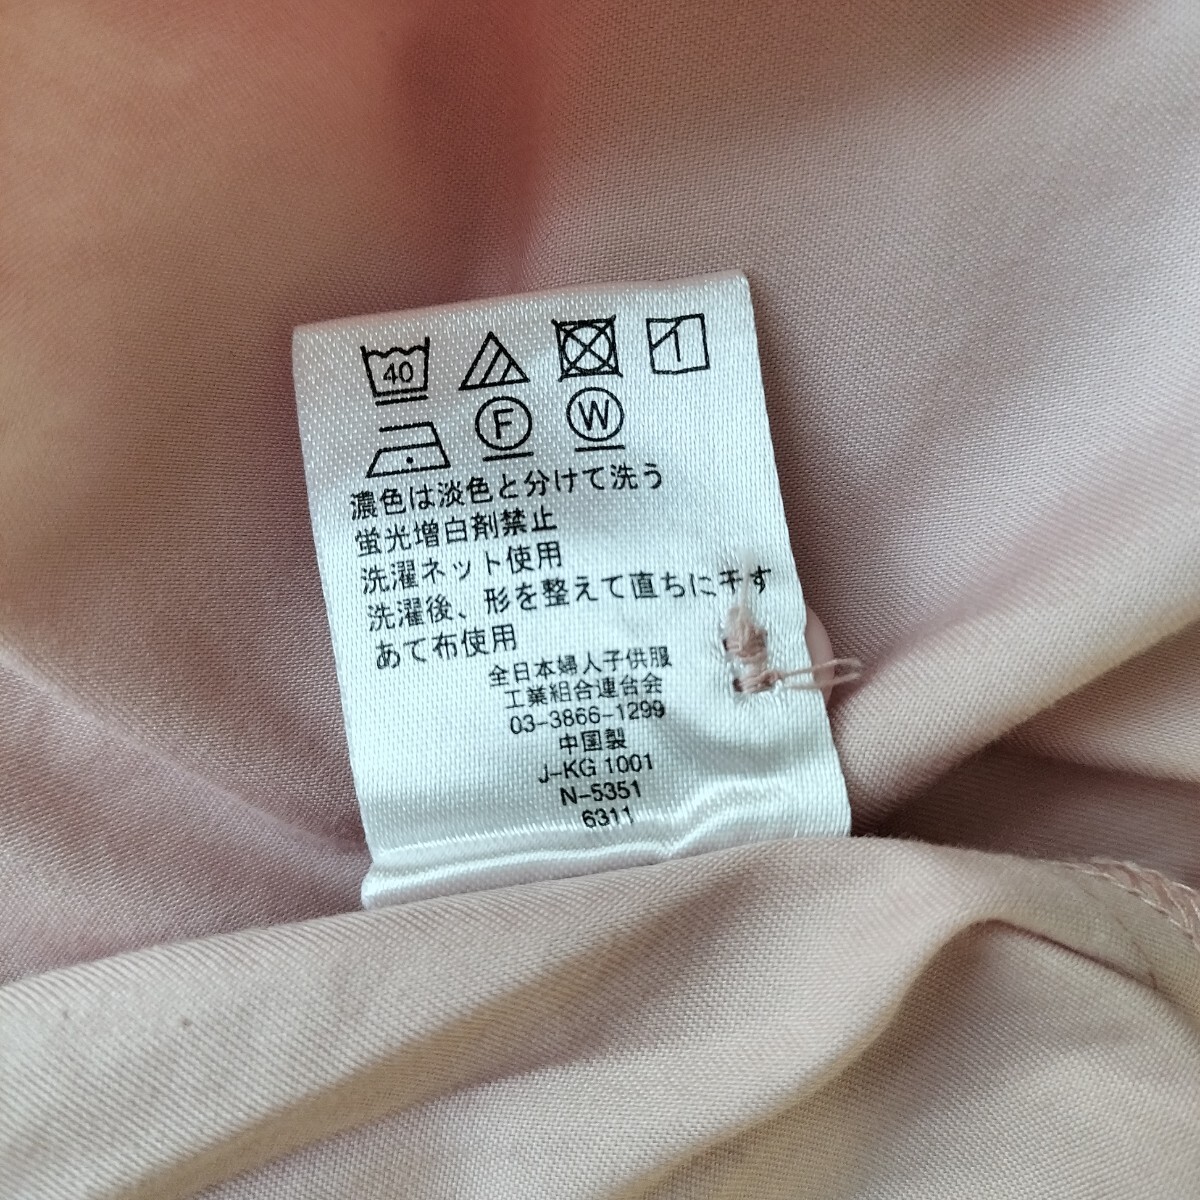 40
1
F W
濃色は淡色と分けて洗う
蛍光増白剤禁止
洗濯ネット使用
洗濯後、形を整えて直ちに干す
あて布使用
全日本婦人子供服
工業組合連合会
03-3866-1299
中国製
J-KG 1001
N-5351
6311